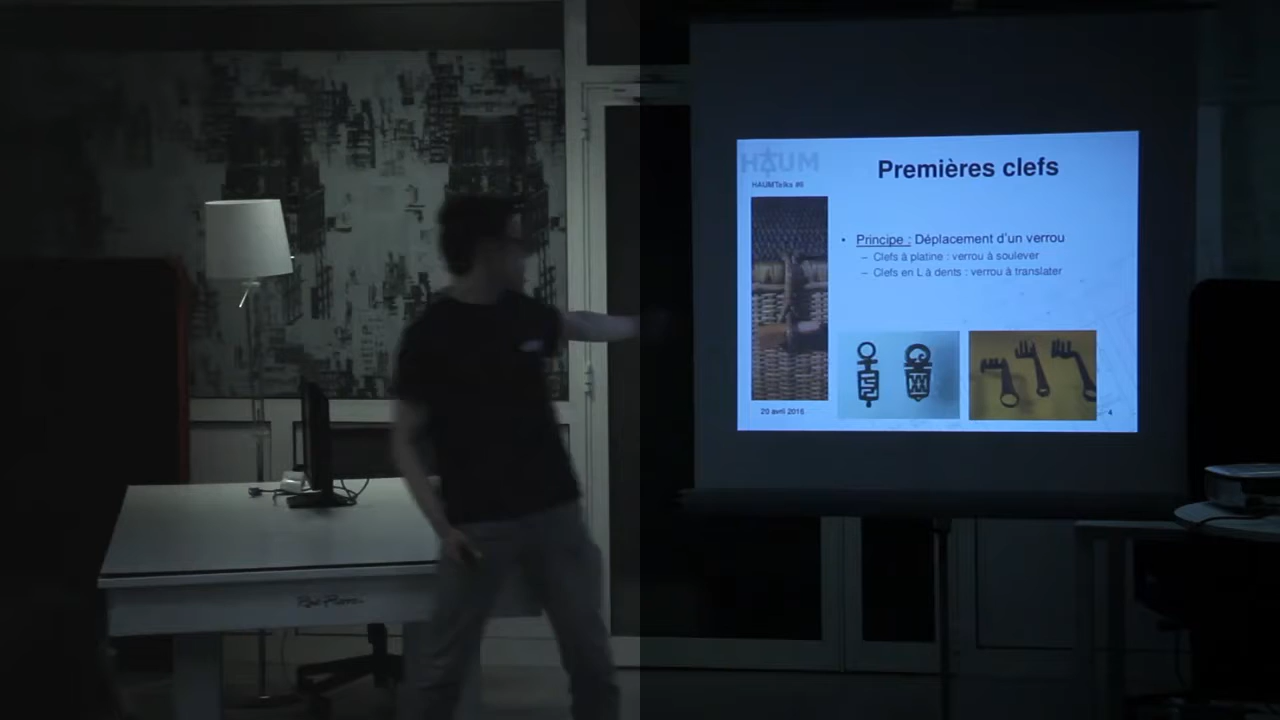 HAUM
HAUMTalks #6
Premières clefs
• Principe : Déplacement d'un verrou
– Clefs à platine : verrou à soulever
– Clefs en L à dents : verrou à translater
20 avril 2016
4